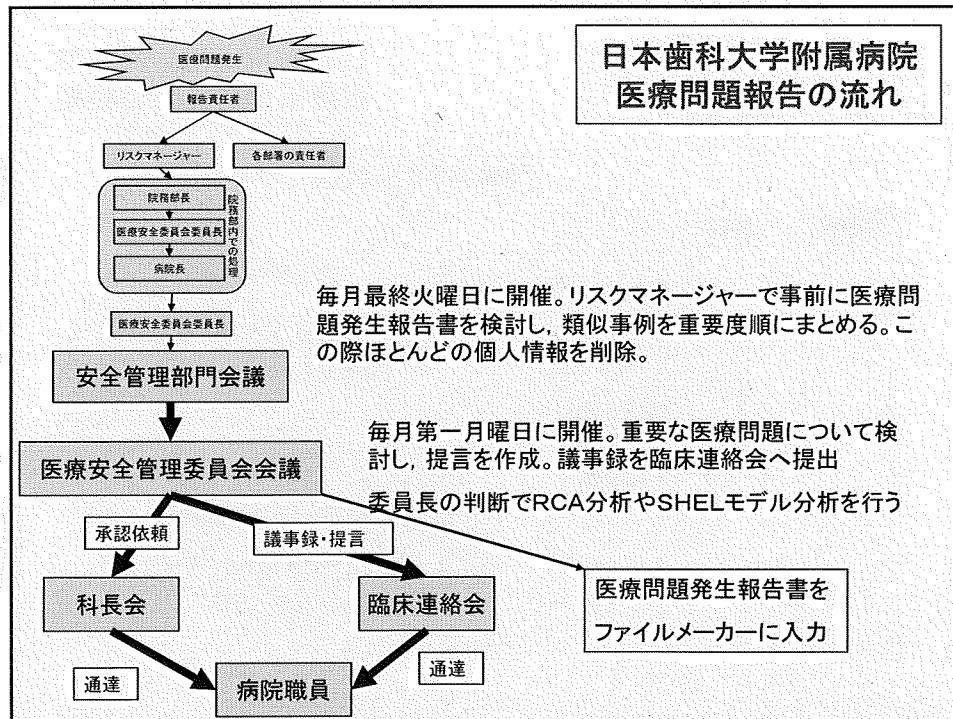 日本歯科大学附属病院
医療問題報告の流れ
医療問題発生
報告責任者
リスクマネージャー
各部署の責任者
院務部長
医療安全委員会委員長
病院長
院務部内での処理
医療安全委員会委員長
毎月最終火曜日に開催。リスクマネージャーで事前に医療問
題発生報告書を検討し，類似事例を重要度順にまとめる。こ
の際ほとんどの個人情報を削除。
安全管理部門会議
毎月第一月曜日に開催。重要な医療問題について検
討し，提言を作成。議事録を臨床連絡会へ提出
医療安全管理委員会会議
委員長の判断でRCA分析やSHELモデル分析を行う
承認依頼
議事録・提言
科長会
臨床連絡会
医療問題発生報告書を
ファイルメーカーに入力
通達
通達
病院職員